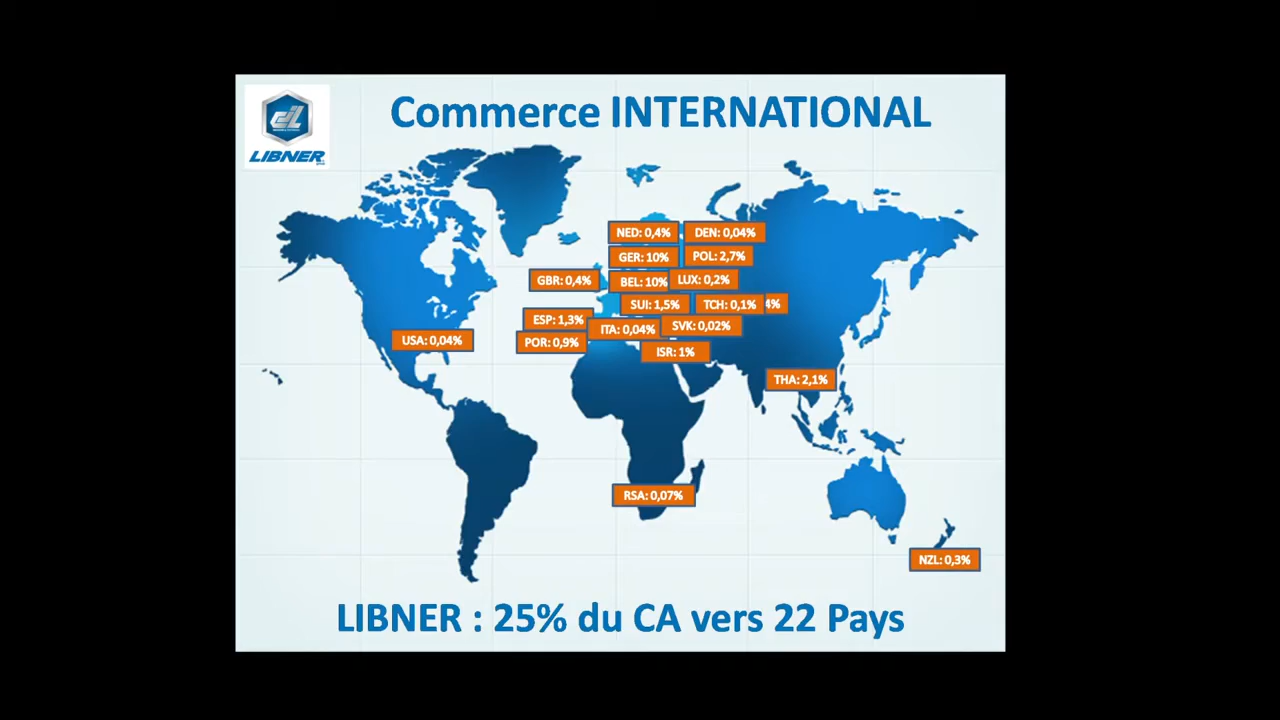 LIBNER
Commerce INTERNATIONAL
NED: 0,4%
DEN: 0,04%
GER: 10%
POL: 2,7%
GBR: 0,4%
BEL: 10%
LUX: 0,2%
SUI: 1,5%
TCH: 0,1%
4%
ESP: 1,3%
ITA: 0,04%
SVK: 0,02%
USA: 0,04%
POR: 0,9%
ISR: 1%
THA: 2,1%
RSA: 0,07%
NZL: 0,3%
LIBNER : 25% du CA vers 22 Pays